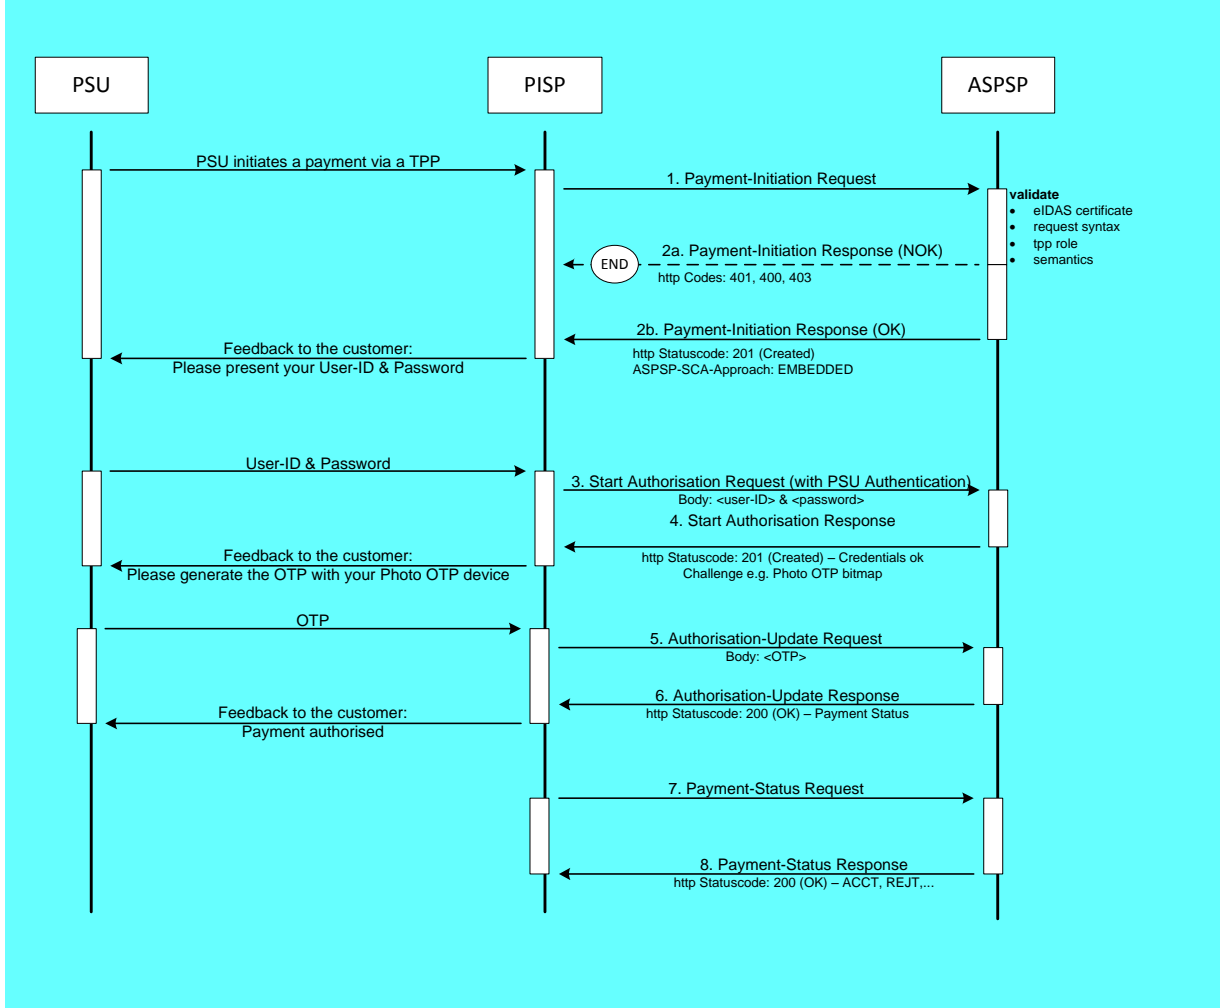 PSU
PISP
ASPSP
PSU initiates a payment via a TPP
1. Payment-Initiation Request
validate
• eIDAS certificate
• request syntax
• tpp role
• semantics
2a. Payment-Initiation Response (NOK)
END
http Codes: 401, 400, 403
2b. Payment-Initiation Response (OK)
http Statuscode: 201 (Created)
ASPSP-SCA-Approach: EMBEDDED
Feedback to the customer:
Please present your User-ID & Password
User-ID & Password
3. Start Authorisation Request (with PSU Authentication)
Body: <user-ID> & <password>
4. Start Authorisation Response
http Statuscode: 201 (Created) – Credentials ok
Challenge e.g. Photo OTP bitmap
Feedback to the customer:
Please generate the OTP with your Photo OTP device
OTP
5. Authorisation-Update Request
Body: <OTP>
6. Authorisation-Update Response
http Statuscode: 200 (OK) – Payment Status
Feedback to the customer:
Payment authorised
7. Payment-Status Request
8. Payment-Status Response
http Statuscode: 200 (OK) – ACCT, REJT,...